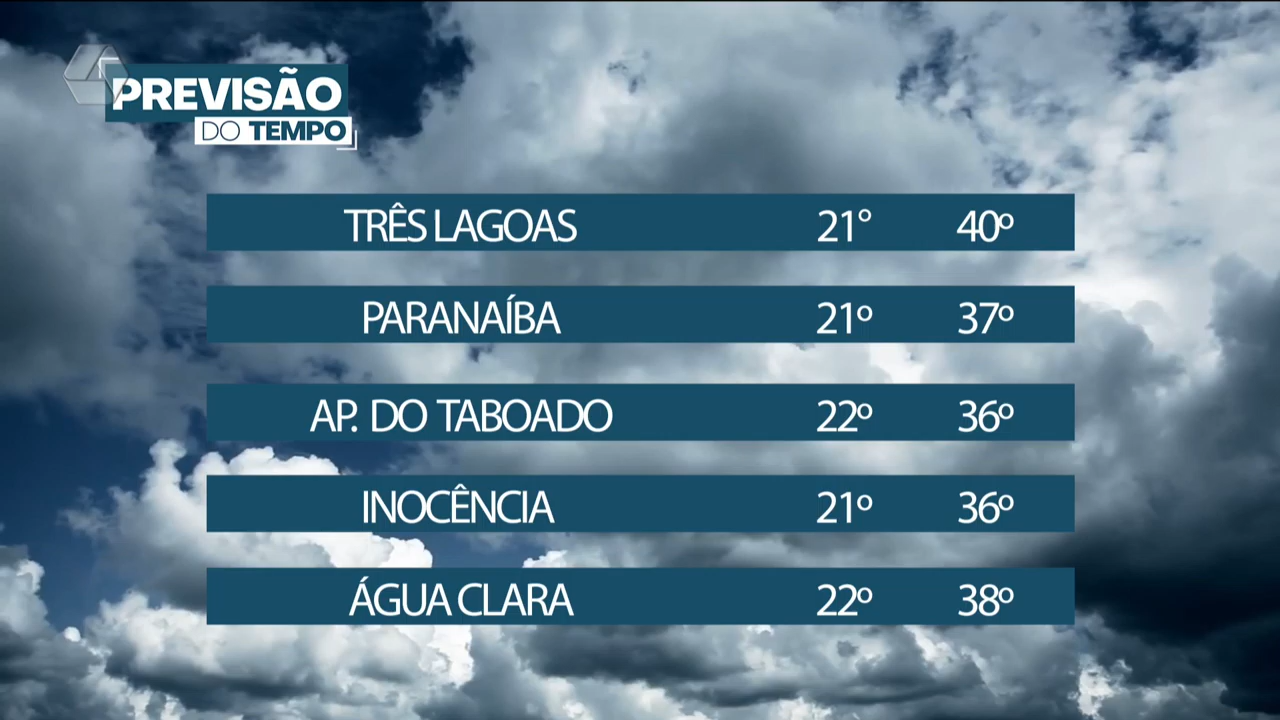 PREVISÃO
DO TEMPO
TRÊS LAGOAS 21° 40º
PARANAÍBA 21º 37º
AP. DO TABOADO 22º 36º
INOCÊNCIA 21º 36º
ÁGUA CLARA 22º 38º